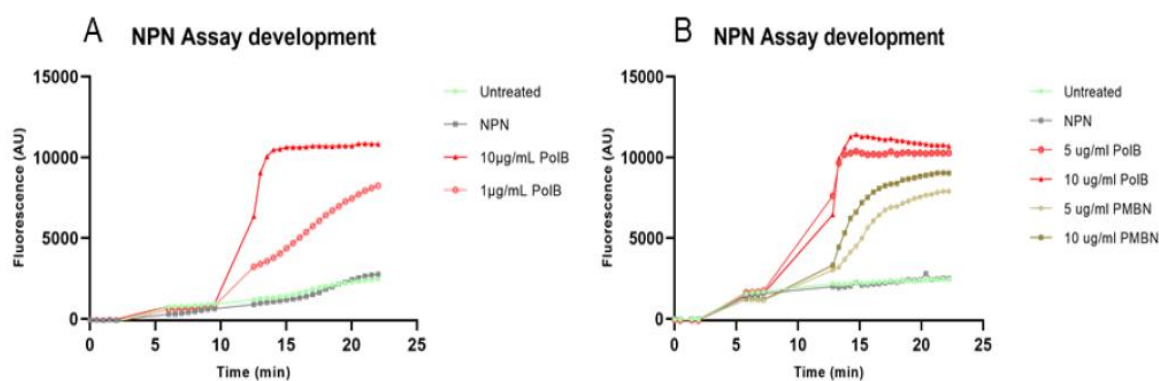 A
NPN Assay development
Fluorescence (AU)
15000
10000
5000
0
0
5
10
15
20
25
Time (min)
Untreated
NPN
10µg/mL PolB
1µg/mL PolB
B
NPN Assay development
Fluorescence (AU)
15000
10000
5000
0
0
5
10
15
20
25
Time (min)
Untreated
NPN
5 ug/ml PolB
10 ug/ml PolB
5 ug/ml PMBN
10 ug/ml PMBN